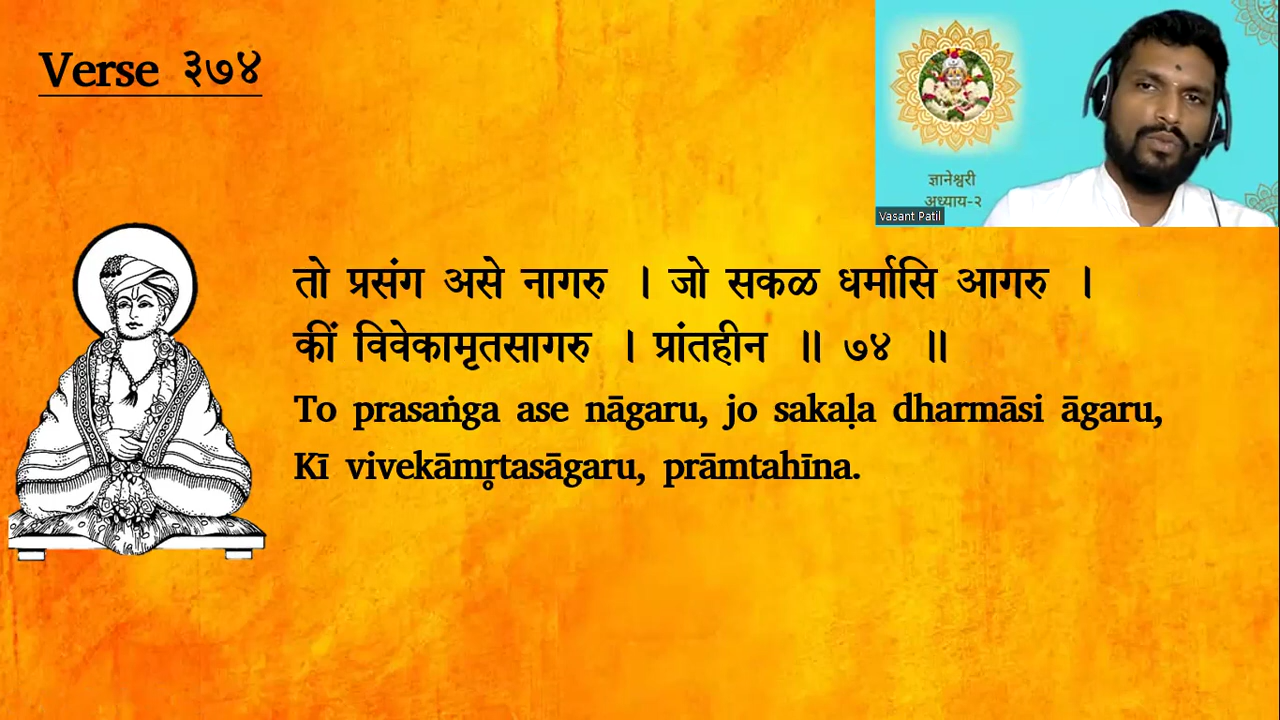 Verse ३७४
ज्ञानेश्वरी
अध्याय-२
Vasant Patil
तो प्रसंग असे नागरु । जो सकळ धर्मासि आगरु ।
कीं विवेकामृतसागरु । प्रांतहीन ॥ ७४ ॥
To prasaṅga ase nāgaru, jo sakaḷa dharmāsi āgaru,
Kī vivekāmr̥tasāgaru, prāmtahīna.